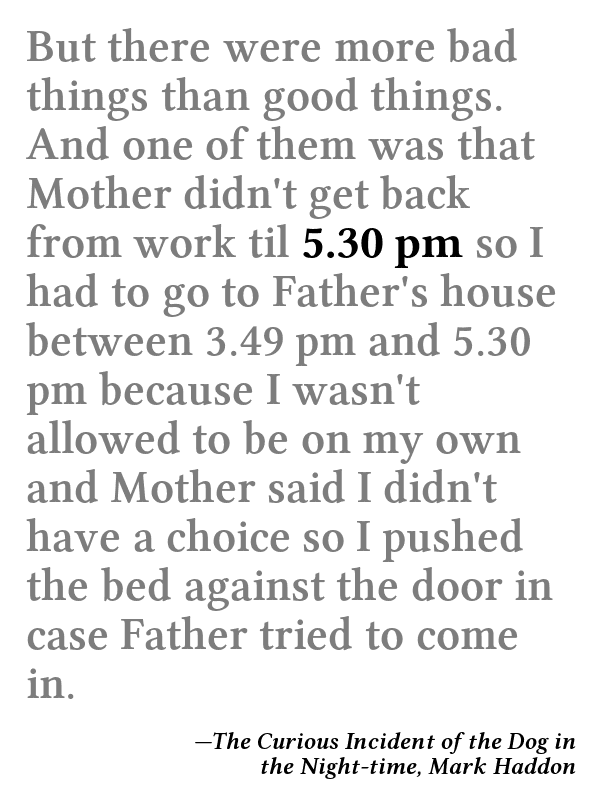 But there were more bad
things than good things.
And one of them was that
Mother didn't get back
from work til 5.30 pm so I
had to go to Father's house
between 3.49 pm and 5.30
pm because I wasn't
allowed to be on my own
and Mother said I didn't
have a choice so I pushed
the bed against the door in
case Father tried to come
in.
—The Curious Incident of the Dog in
the Night-time, Mark Haddon